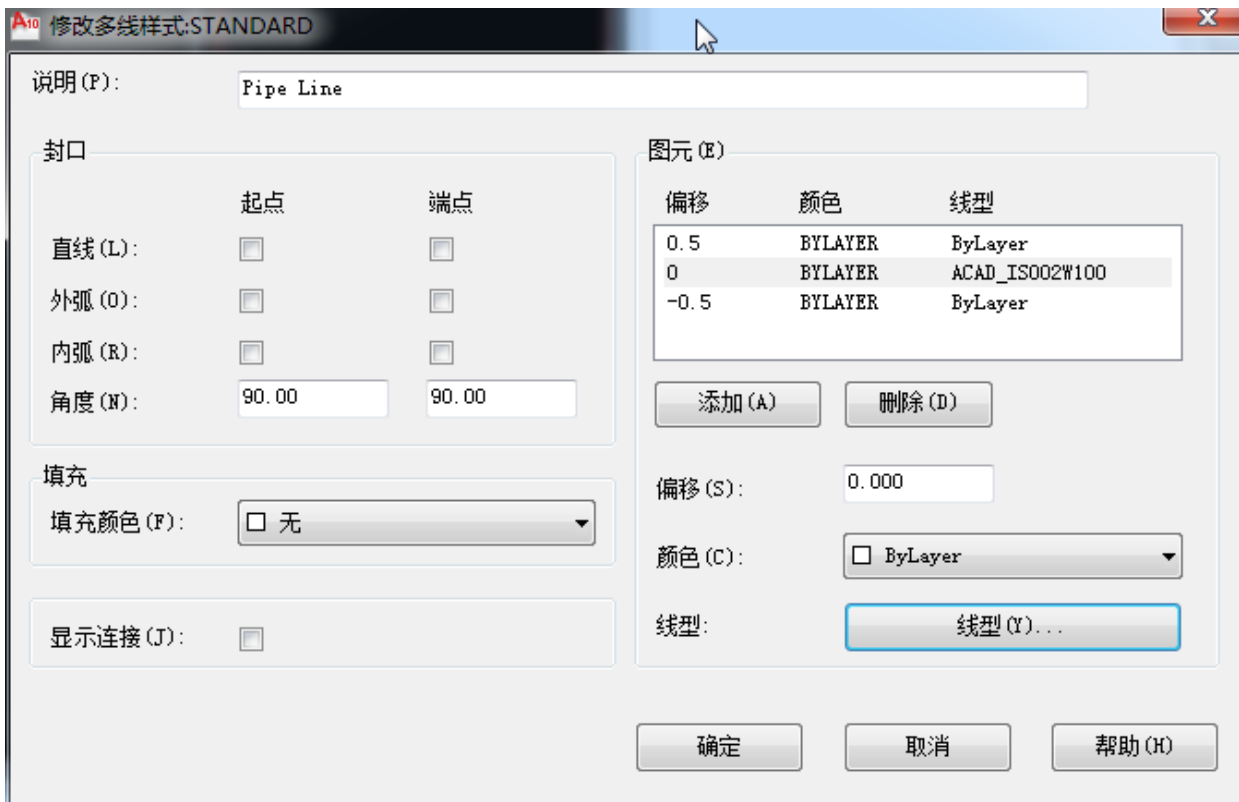 A10 修改多线样式:STANDARD
说明(P): Pipe Line
封口
起点 端点
直线(L):
外弧(O):
内弧(R):
角度(N): 90.00 90.00
填充
填充颜色(F): 无
显示连接(J):
图元(E)
偏移 颜色 线型
0.5 BYLAYER ByLayer
0 BYLAYER ACAD_ISO02W100
-0.5 BYLAYER ByLayer
添加(A) 删除(D)
偏移(S): 0.000
颜色(C): ByLayer
线型: 线型(Y)...
确定 取消 帮助(H)